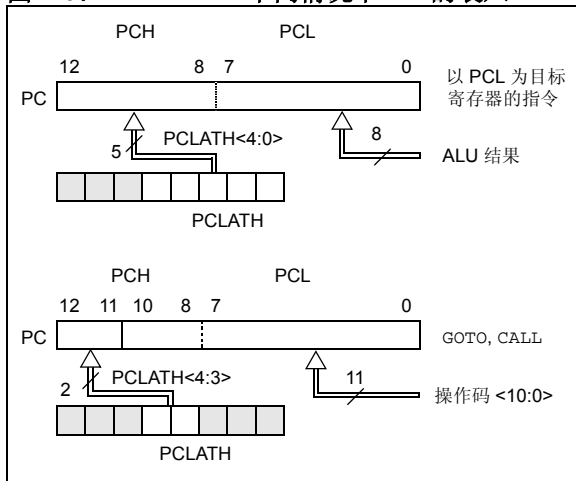 PCH PCL
12 8 7 0
PC
以 PCL 为目标
寄存器的指令
5 PCLATH<4:0>
8
ALU 结果
PCLATH
PCH PCL
12 11 10 8 7 0
PC
GOTO, CALL
2 PCLATH<4:3>
11
操作码 <10:0>
PCLATH